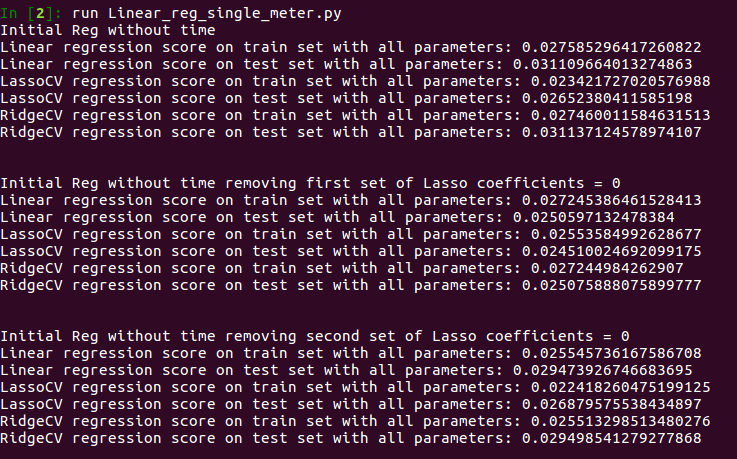 In [2]: run Linear_reg_single_meter.py
Initial Reg without time
Linear regression score on train set with all parameters: 0.027585296417260822
Linear regression score on test set with all parameters: 0.031109664013274863
LassoCV regression score on train set with all parameters: 0.023421727020576988
LassoCV regression score on test set with all parameters: 0.02652380411585198
RidgeCV regression score on train set with all parameters: 0.027460011584631513
RidgeCV regression score on test set with all parameters: 0.031137124578974107
Initial Reg without time removing first set of Lasso coefficients = 0
Linear regression score on train set with all parameters: 0.027245386461528413
Linear regression score on test set with all parameters: 0.0250597132478384
LassoCV regression score on train set with all parameters: 0.02553584992628677
LassoCV regression score on test set with all parameters: 0.024510024692099175
RidgeCV regression score on train set with all parameters: 0.027244984262907
RidgeCV regression score on test set with all parameters: 0.025075888075899777
Initial Reg without time removing second set of Lasso coefficients = 0
Linear regression score on train set with all parameters: 0.025545736167586708
Linear regression score on test set with all parameters: 0.029473926746683695
LassoCV regression score on train set with all parameters: 0.022418260475199125
LassoCV regression score on test set with all parameters: 0.026879575538434897
RidgeCV regression score on train set with all parameters: 0.025513298513480276
RidgeCV regression score on test set with all parameters: 0.029498541279277868